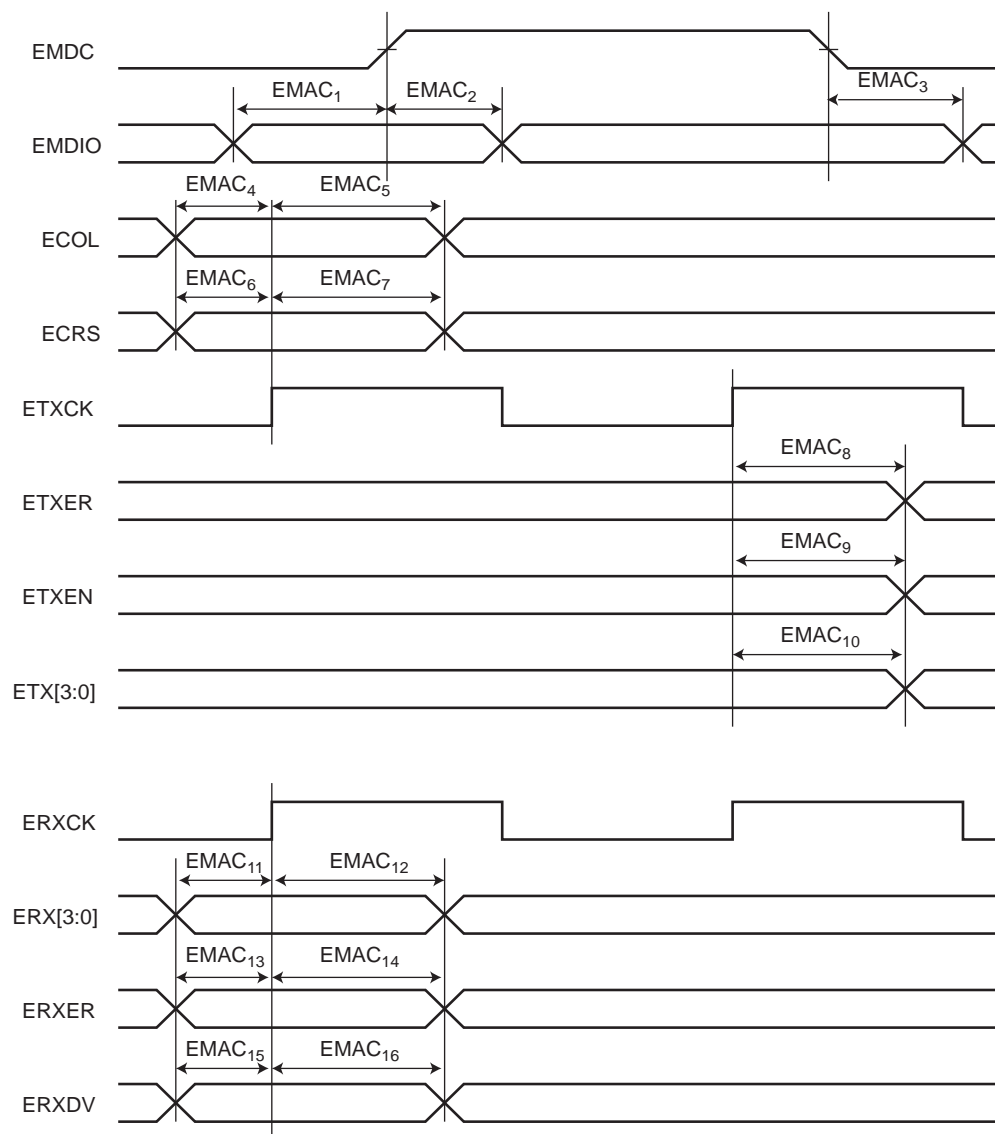 EMDC
EMAC₁ EMAC₂ EMAC₃
EMDIO
EMAC₄ EMAC₅
ECOL
EMAC₆ EMAC₇
ECRS
ETXCK
EMAC₈
ETXER
EMAC₉
ETXEN
EMAC₁₀
ETX[3:0]
ERXCK
EMAC₁₁ EMAC₁₂
ERX[3:0]
EMAC₁₃ EMAC₁₄
ERXER
EMAC₁₅ EMAC₁₆
ERXDV